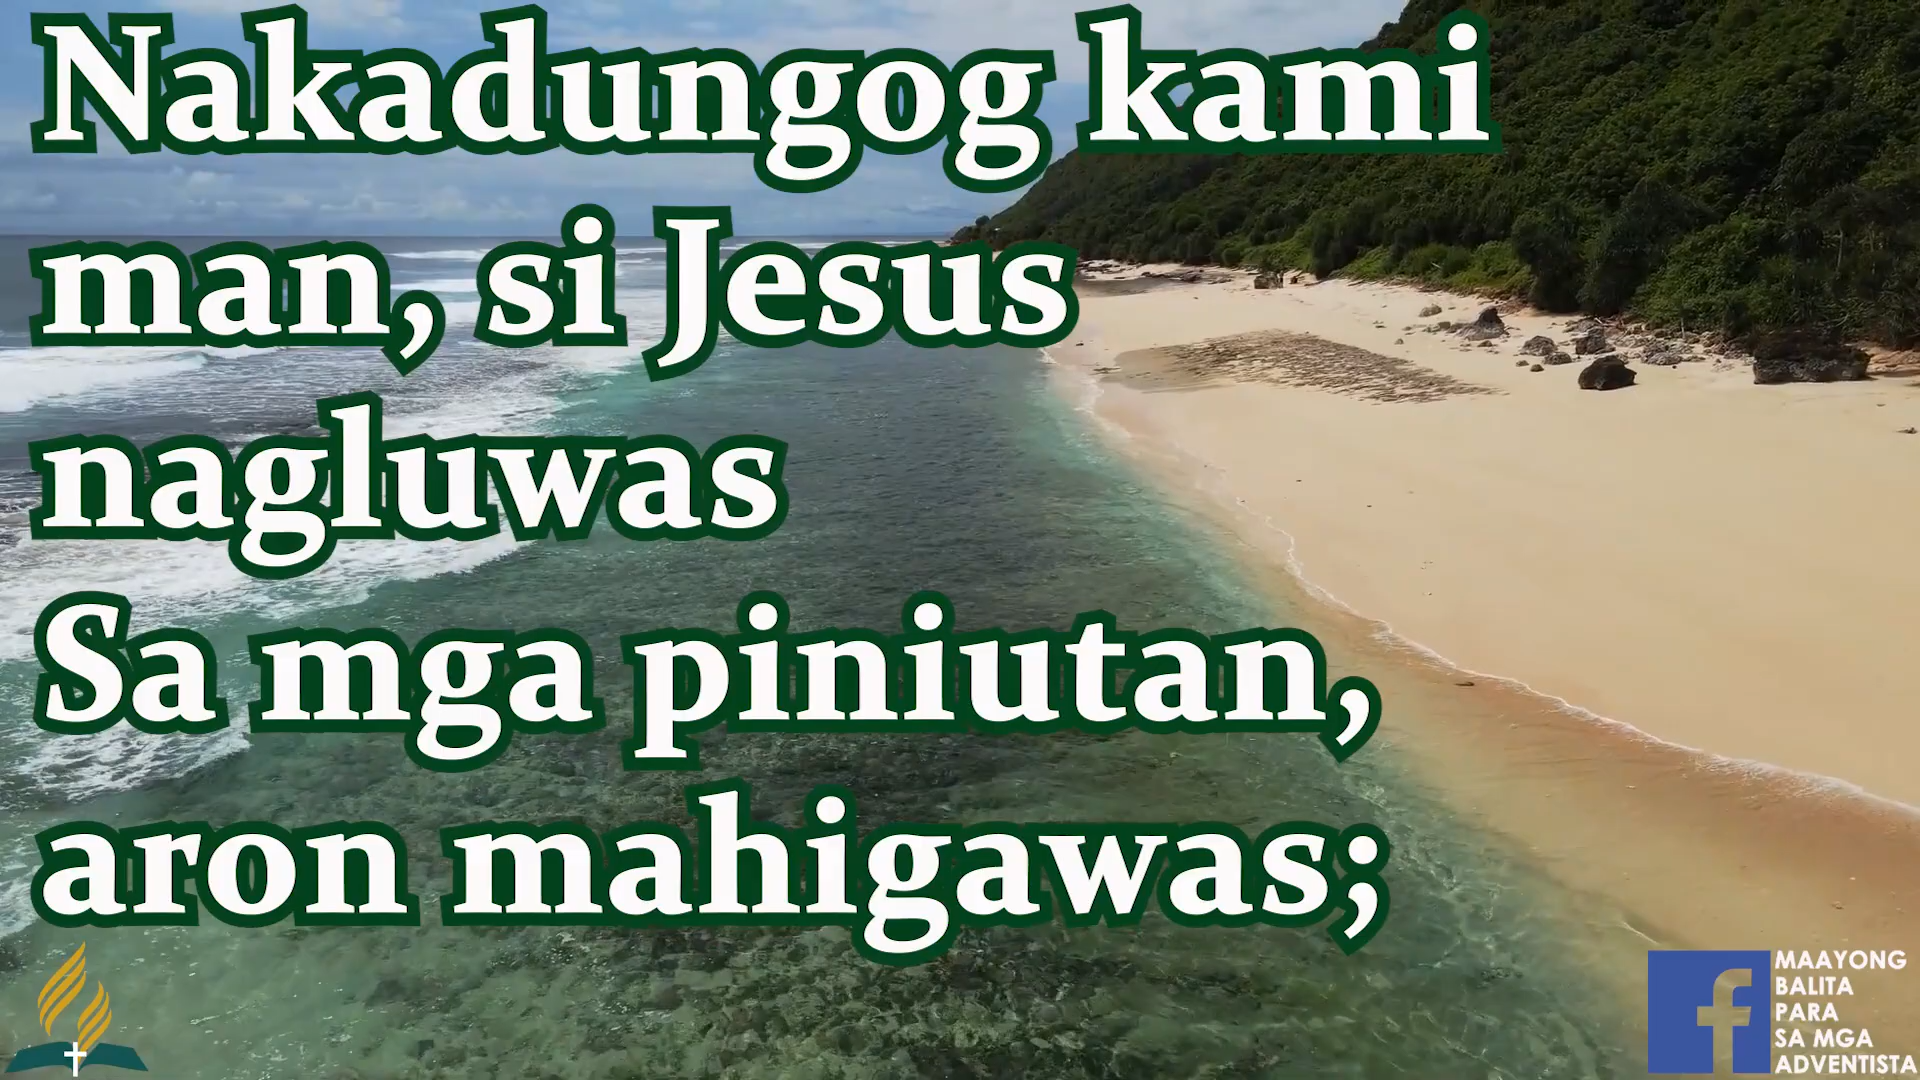 Nakadungog kami
man, si Jesus
nagluwas
Sa mga piniutan,
aron mahigawas;
MAAYONG
BALITA
PARA
SA MGA
ADVENTISTA